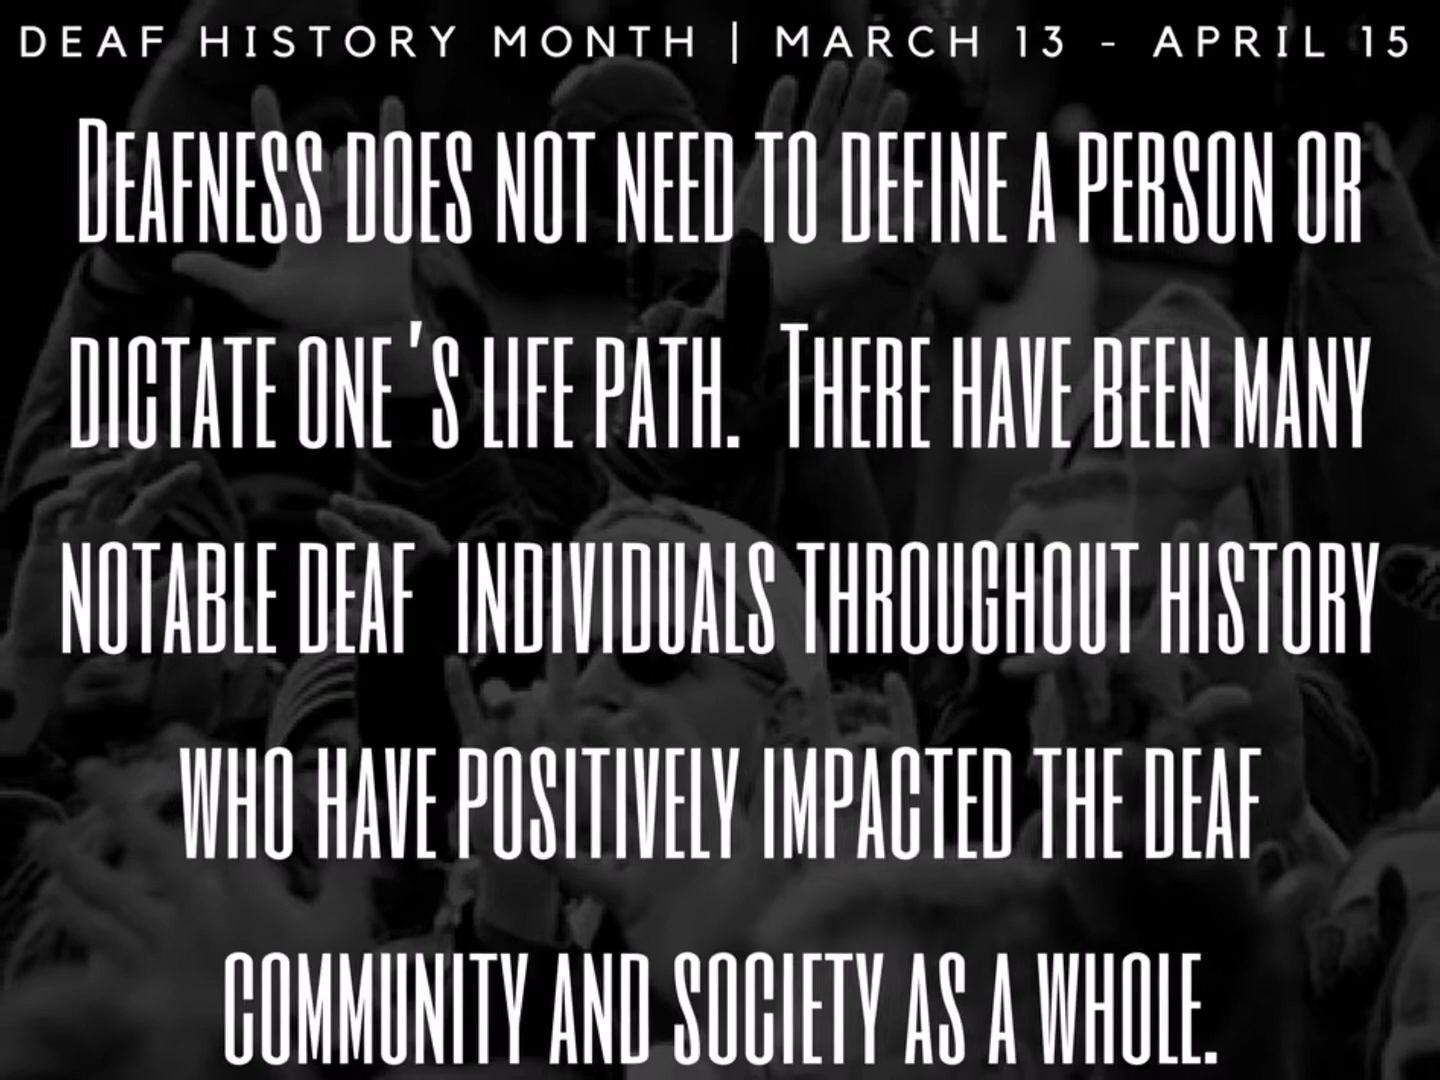 DEAF HISTORY MONTH | MARCH 13 - APRIL 15
DEAFNESS DOES NOT NEED TO DEFINE A PERSON OR
DICTATE ONE'S LIFE PATH. THERE HAVE BEEN MANY
NOTABLE DEAF INDIVIDUALS THROUGHOUT HISTORY
WHO HAVE POSITIVELY IMPACTED THE DEAF
COMMUNITY AND SOCIETY AS A WHOLE.